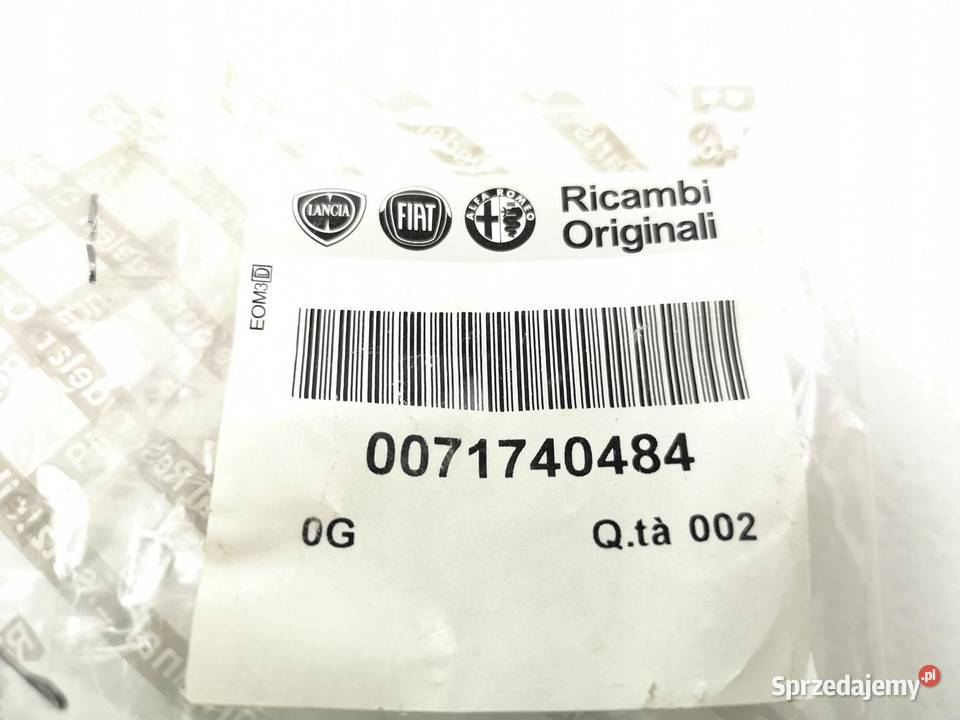 LANCIA FIAT ALFA ROMEO Ricambi
Originali
EOM3D
0071740484
0G Q.tà 002
Sprzedajemy.pl